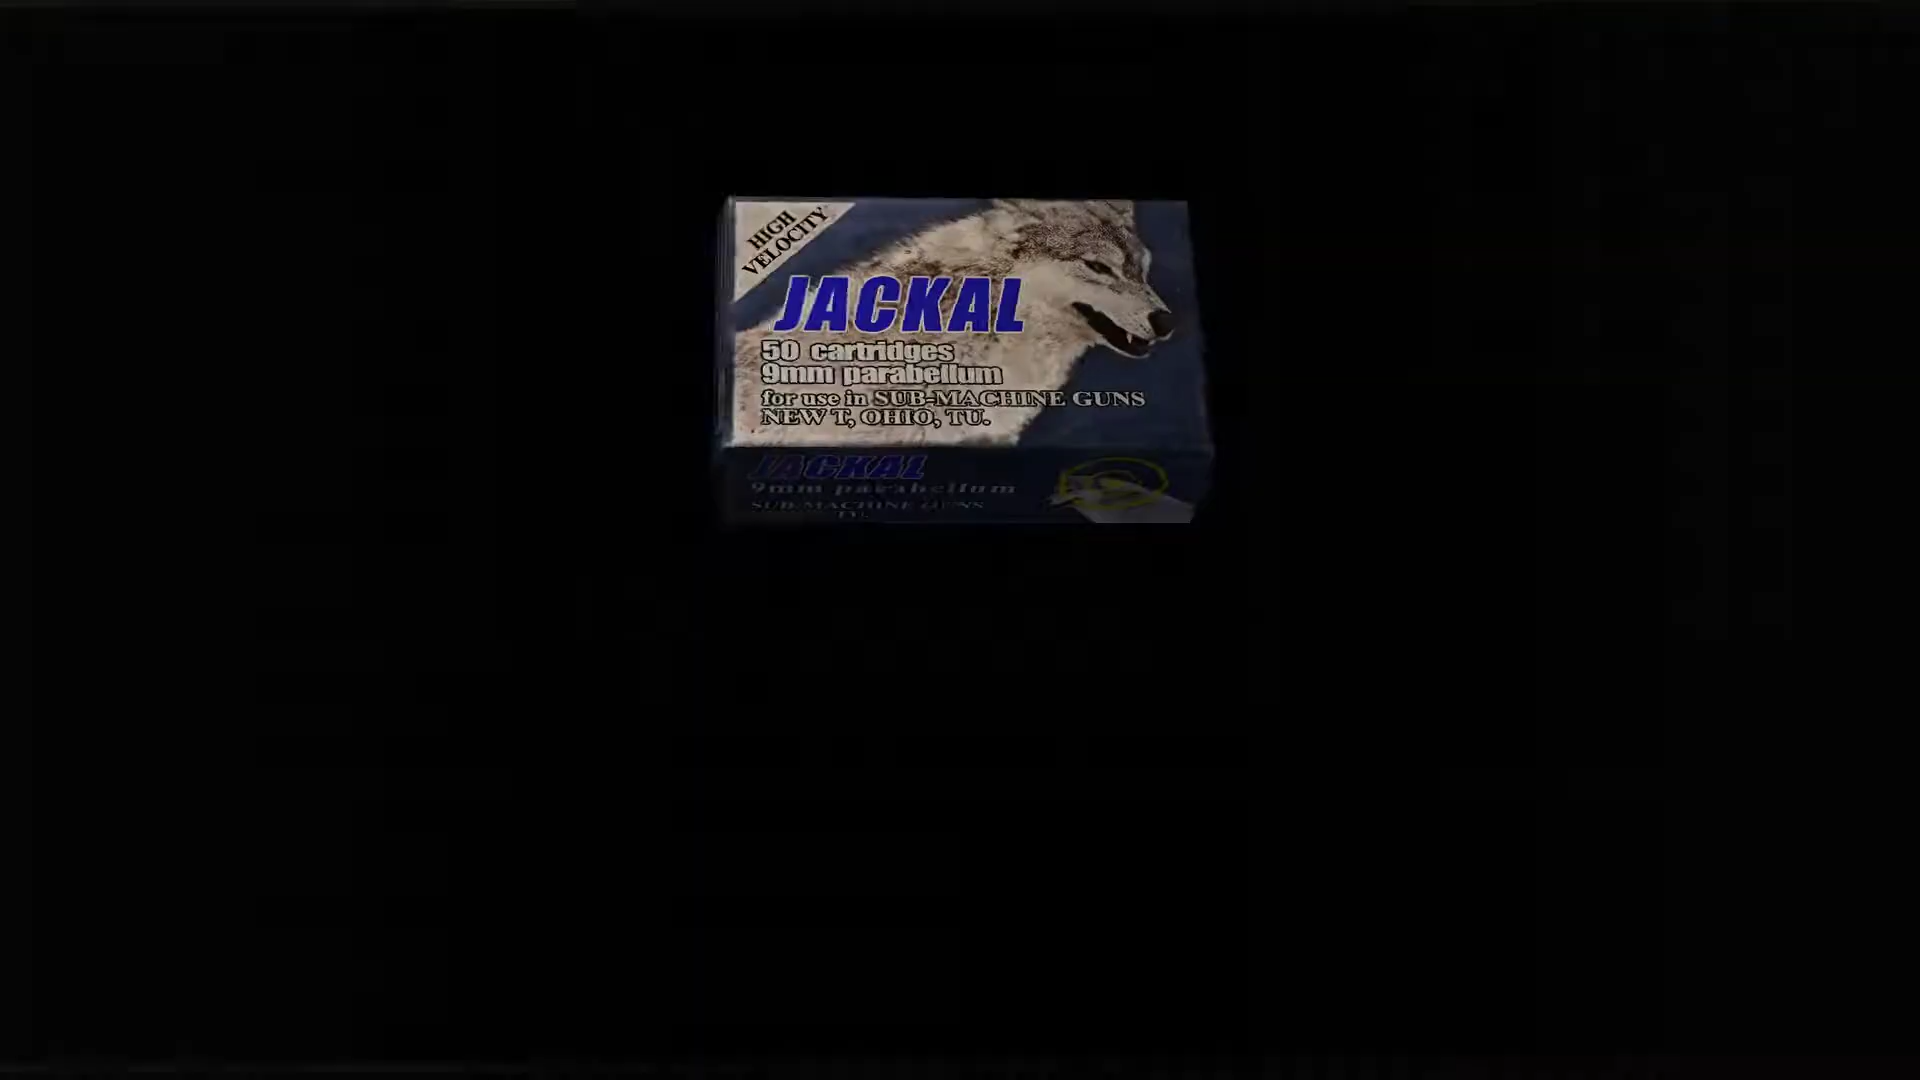 HIGH
VELOCITY
JACKAL
50 cartridges
9mm parabellum
for use in SUB-MACHINE GUNS
NEW T, OHIO, TU.
JACKAL
9mm parabellum
SUB-MACHINE GUNS